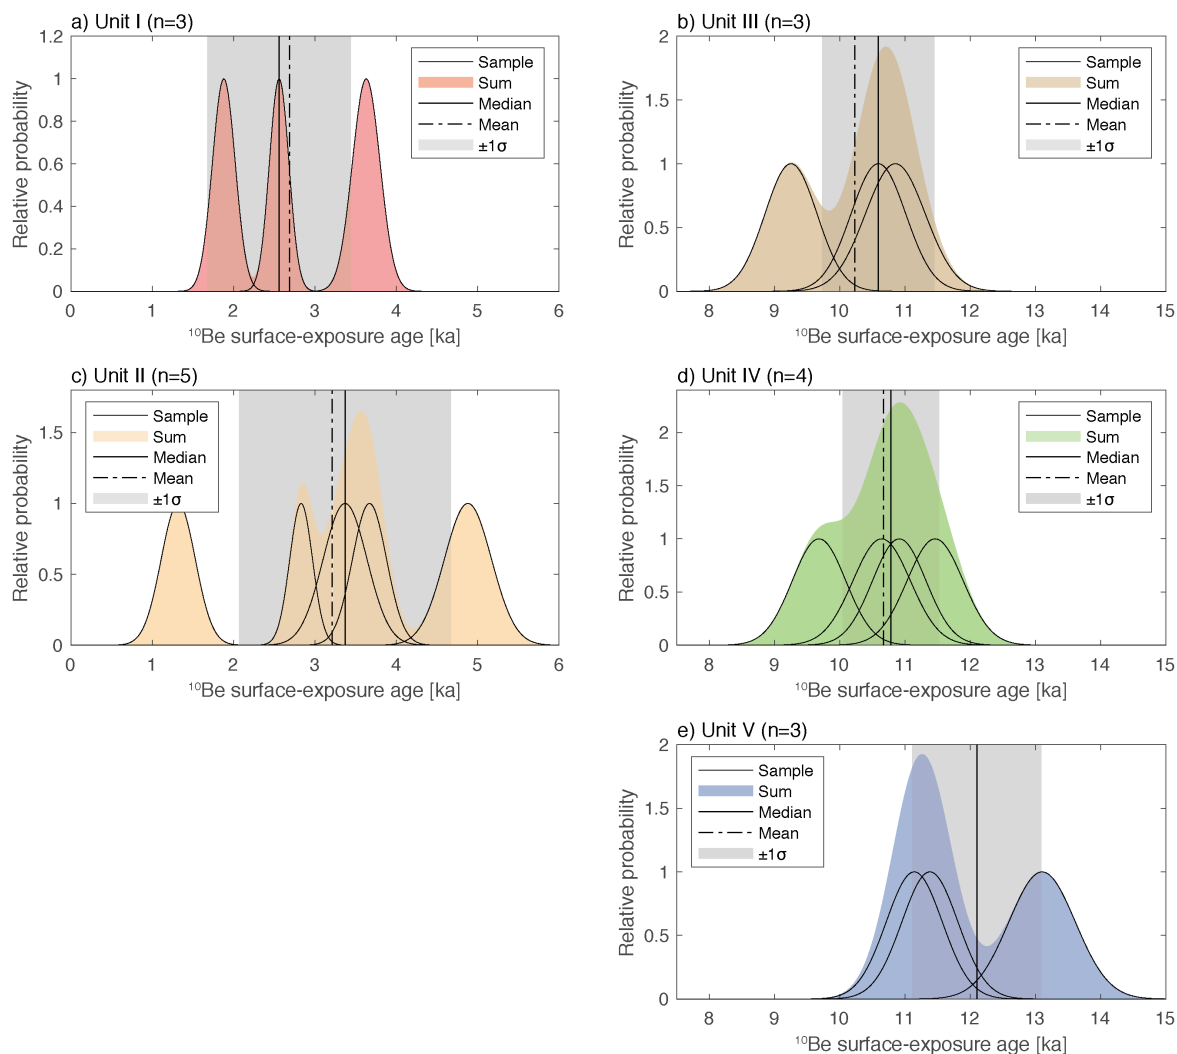 a) Unit I (n=3)
1.2
1
0.8
0.6
0.4
0.2
0
Relative probability
Sample
Sum
Median
Mean
±1σ
0 1 2 3 4 5 6
¹⁰Be surface-exposure age [ka]
b) Unit III (n=3)
2
1.5
1
0.5
0
Relative probability
Sample
Sum
Median
Mean
±1σ
8 9 10 11 12 13 14 15
¹⁰Be surface-exposure age [ka]
c) Unit II (n=5)
1.5
1
0.5
0
Relative probability
Sample
Sum
Median
Mean
±1σ
0 1 2 3 4 5 6
¹⁰Be surface-exposure age [ka]
d) Unit IV (n=4)
2
1.5
1
0.5
0
Relative probability
Sample
Sum
Median
Mean
±1σ
8 9 10 11 12 13 14 15
¹⁰Be surface-exposure age [ka]
e) Unit V (n=3)
2
1.5
1
0.5
0
Relative probability
Sample
Sum
Median
Mean
±1σ
8 9 10 11 12 13 14 15
¹⁰Be surface-exposure age [ka]